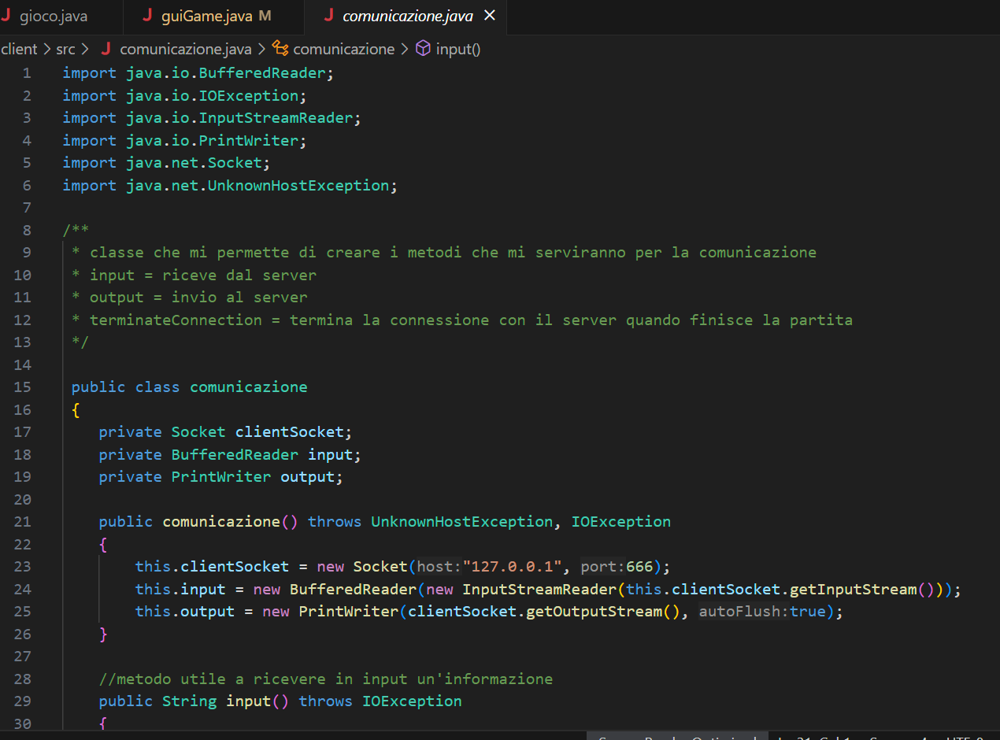 gioco.java guiGame.java M comunicazione.java
client > src > comunicazione.java > comunicazione > input()
1 import java.io.BufferedReader;
2 import java.io.IOException;
3 import java.io.InputStreamReader;
4 import java.io.PrintWriter;
5 import java.net.Socket;
6 import java.net.UnknownHostException;
7
8 /**
9 * classe che mi permette di creare i metodi che mi serviranno per la comunicazione
10 * input = riceve dal server
11 * output = invio al server
12 * terminateConnection = termina la connessione con il server quando finisce la partita
13 */
14
15 public class comunicazione
16 {
17 private Socket clientSocket;
18 private BufferedReader input;
19 private PrintWriter output;
20
21 public comunicazione() throws UnknownHostException, IOException
22 {
23 this.clientSocket = new Socket(host:"127.0.0.1", port:666);
24 this.input = new BufferedReader(new InputStreamReader(this.clientSocket.getInputStream()));
25 this.output = new PrintWriter(clientSocket.getOutputStream(), autoFlush:true);
26 }
27
28 //metodo utile a ricevere in input un'informazione
29 public String input() throws IOException
30 {